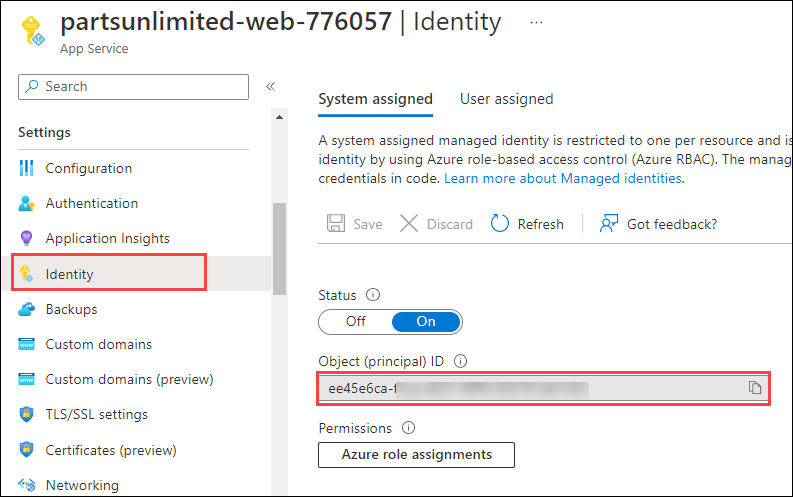 partsunlimited-web-776057 | Identity ...
App Service
Search
«
Settings
Configuration
Authentication
Application Insights
Identity
Backups
Custom domains
Custom domains (preview)
TLS/SSL settings
Certificates (preview)
Networking
System assigned User assigned
A system assigned managed identity is restricted to one per resource and is
identity by using Azure role-based access control (Azure RBAC). The manag
credentials in code. Learn more about Managed identities.
Save Discard Refresh Got feedback?
Status
Off On
Object (principal) ID
ee45e6ca-
Permissions
Azure role assignments